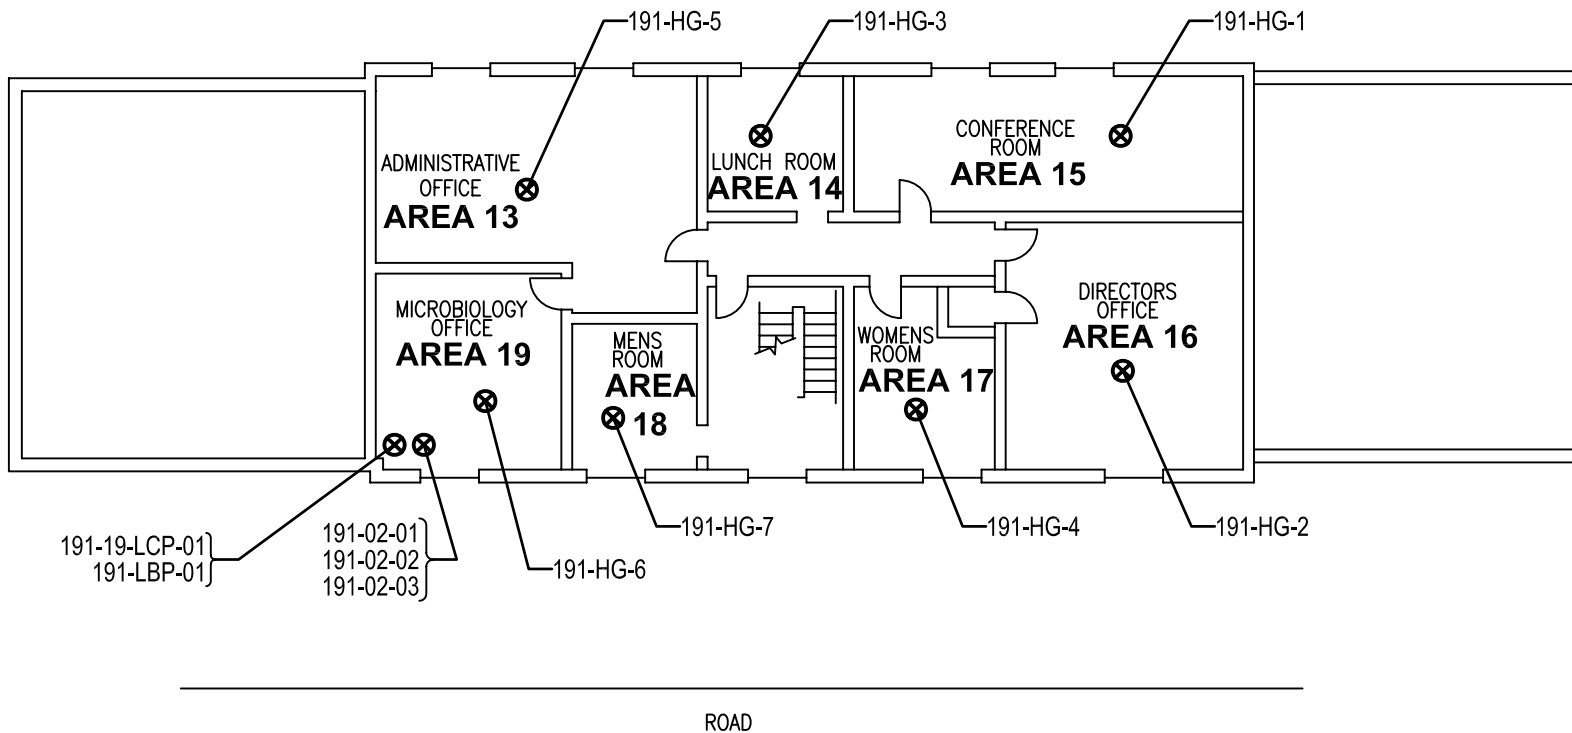 191-HG-5
191-HG-3
191-HG-1
ADMINISTRATIVE
OFFICE
AREA 13
LUNCH ROOM
AREA 14
CONFERENCE
ROOM
AREA 15
MICROBIOLOGY
OFFICE
AREA 19
MENS
ROOM
AREA
18
WOMENS
ROOM
AREA 17
DIRECTORS
OFFICE
AREA 16
191-19-LCP-01
191-LBP-01
191-02-01
191-02-02
191-02-03
191-HG-6
191-HG-7
191-HG-4
191-HG-2
ROAD